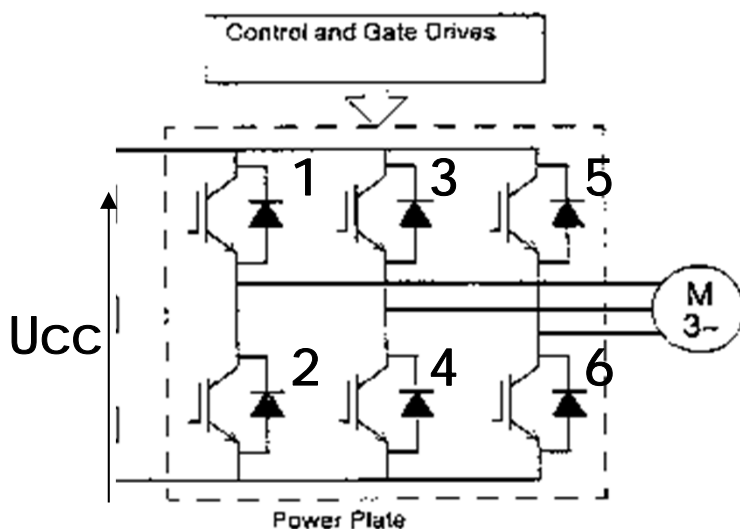 Control and Gate Drives
1 3 5
M
3~
Ucc
2 4 6
Power Plate